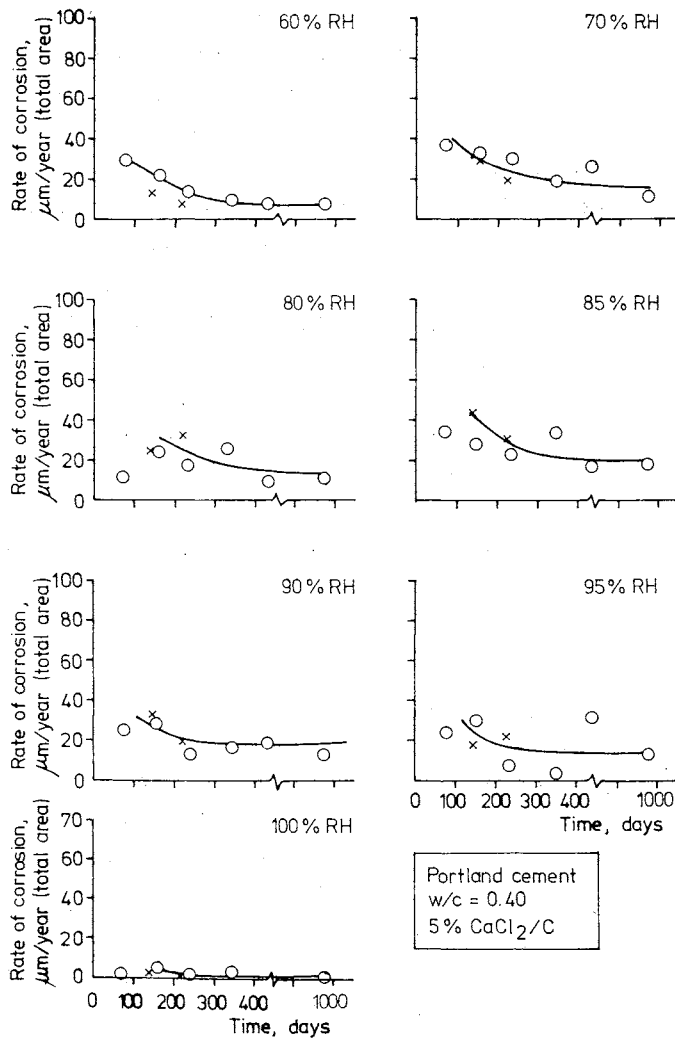 Rate of corrosion,
μm/year (total area)
100
80
60
40
20
0
60% RH
70% RH
Rate of corrosion,
μm/year (total area)
100
80
60
40
20
0
80% RH
85% RH
Rate of corrosion,
μm/year (total area)
100
80
60
40
20
0
90% RH
95% RH
100 200 300 400 1000
Time, days
Rate of corrosion,
μm/year (total area)
70
60
40
20
0
100% RH
0 100 200 300 400 1000
Time, days
Portland cement
w/c = 0.40
5% CaCl₂/C